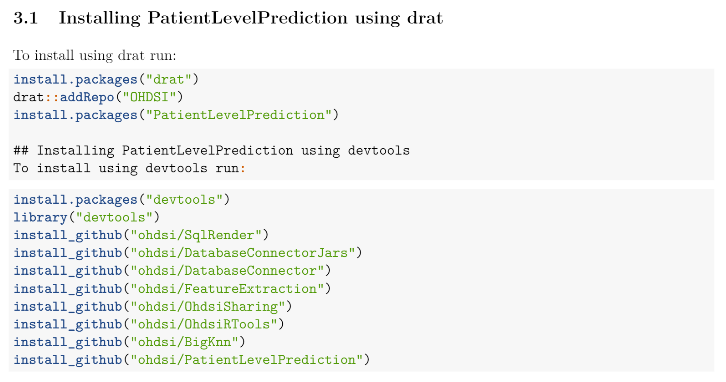 3.1 Installing PatientLevelPrediction using drat
To install using drat run:
install.packages("drat")
drat::addRepo("OHDSI")
install.packages("PatientLevelPrediction")
## Installing PatientLevelPrediction using devtools
To install using devtools run:
install.packages("devtools")
library("devtools")
install_github("ohdsi/SqlRender")
install_github("ohdsi/DatabaseConnectorJars")
install_github("ohdsi/DatabaseConnector")
install_github("ohdsi/FeatureExtraction")
install_github("ohdsi/OhdsiSharing")
install_github("ohdsi/OhdsiRTools")
install_github("ohdsi/BigKnn")
install_github("ohdsi/PatientLevelPrediction")